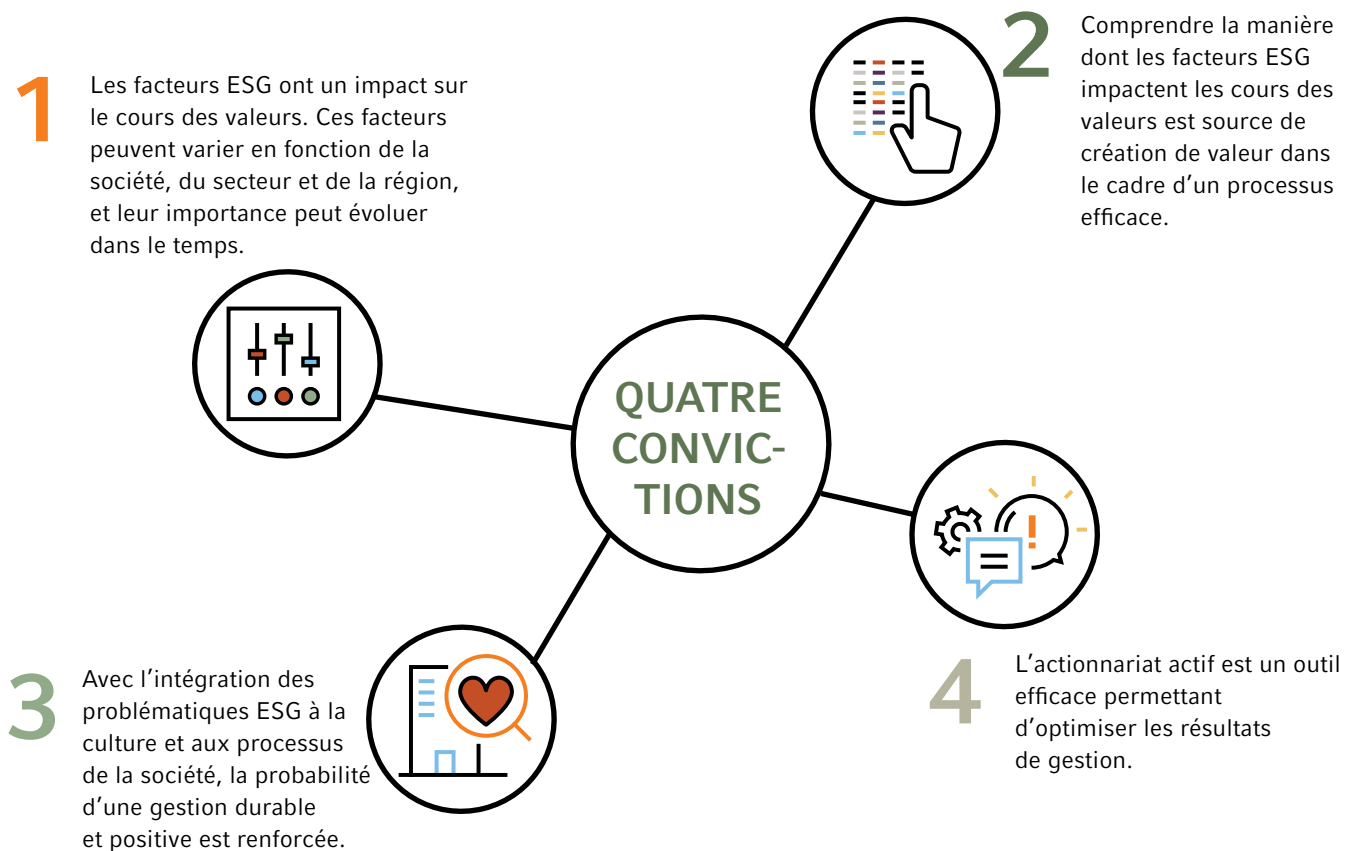 1
Les facteurs ESG ont un impact sur
le cours des valeurs. Ces facteurs
peuvent varier en fonction de la
société, du secteur et de la région,
et leur importance peut évoluer
dans le temps.
2
Comprendre la manière
dont les facteurs ESG
impactent les cours des
valeurs est source de
création de valeur dans
le cadre d’un processus
efficace.
QUATRE
CONVIC-
TIONS
!
3
Avec l’intégration des
problématiques ESG à la
culture et aux processus
de la société, la probabilité
d’une gestion durable
et positive est renforcée.
4
L’actionnariat actif est un outil
efficace permettant
d’optimiser les résultats
de gestion.